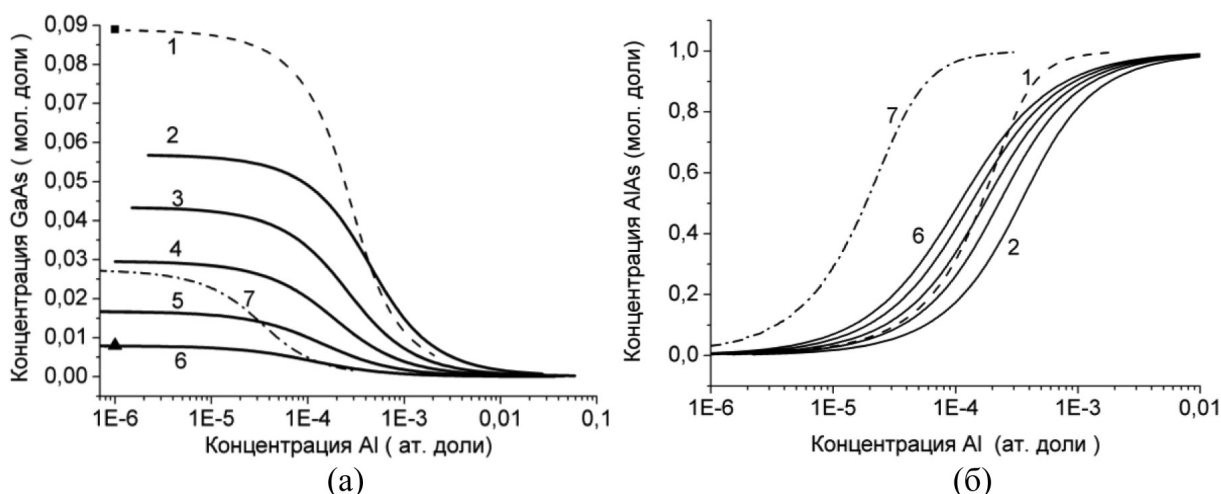 Концентрация GaAs ( мол. доли)
0,09
0,08
0,07
0,06
0,05
0,04
0,03
0,02
0,01
0,00
1
2
3
4
5
6
7
1E-6
1E-5
1E-4
1E-3
0,01
0,1
Концентрация Al ( ат. доли)
(а)
Концентрация AlAs (мол. доли)
1,0
0,8
0,6
0,4
0,2
0,0
7
1
6
2
1E-6
1E-5
1E-4
1E-3
0,01
Концентрация Al (ат. доли )
(б)